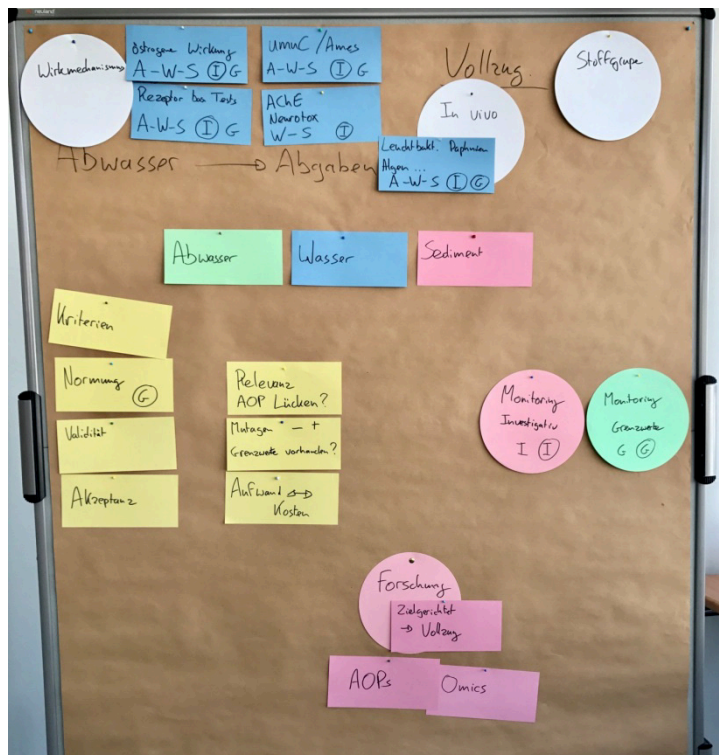 Wirkmechanismus
östrogene Wirkung
A-W-S I G
umuC / Ames
A-W-S I G
Rezeptor Tests
A-W-S I G
AChE
Neurotox
W-S I
Vollzug
In vivo
Stoffgruppe
Leuchtbakt. Daphnien
Algen ...
A-W-S I G
Abwasser → Abgaben
Abwasser
Wasser
Sediment
Kriterien
Normung
G
Validität
Akzeptanz
Relevanz
AOP Lücken?
Mutagen - +
Grenzwerte vorhanden?
Aufwand ↔
Kosten
Monitoring
Investigativ
I I
Monitoring
Grenzwerte
G G
Forschung
Zielgerichtet
→ Vollzug
AOPs
Omics